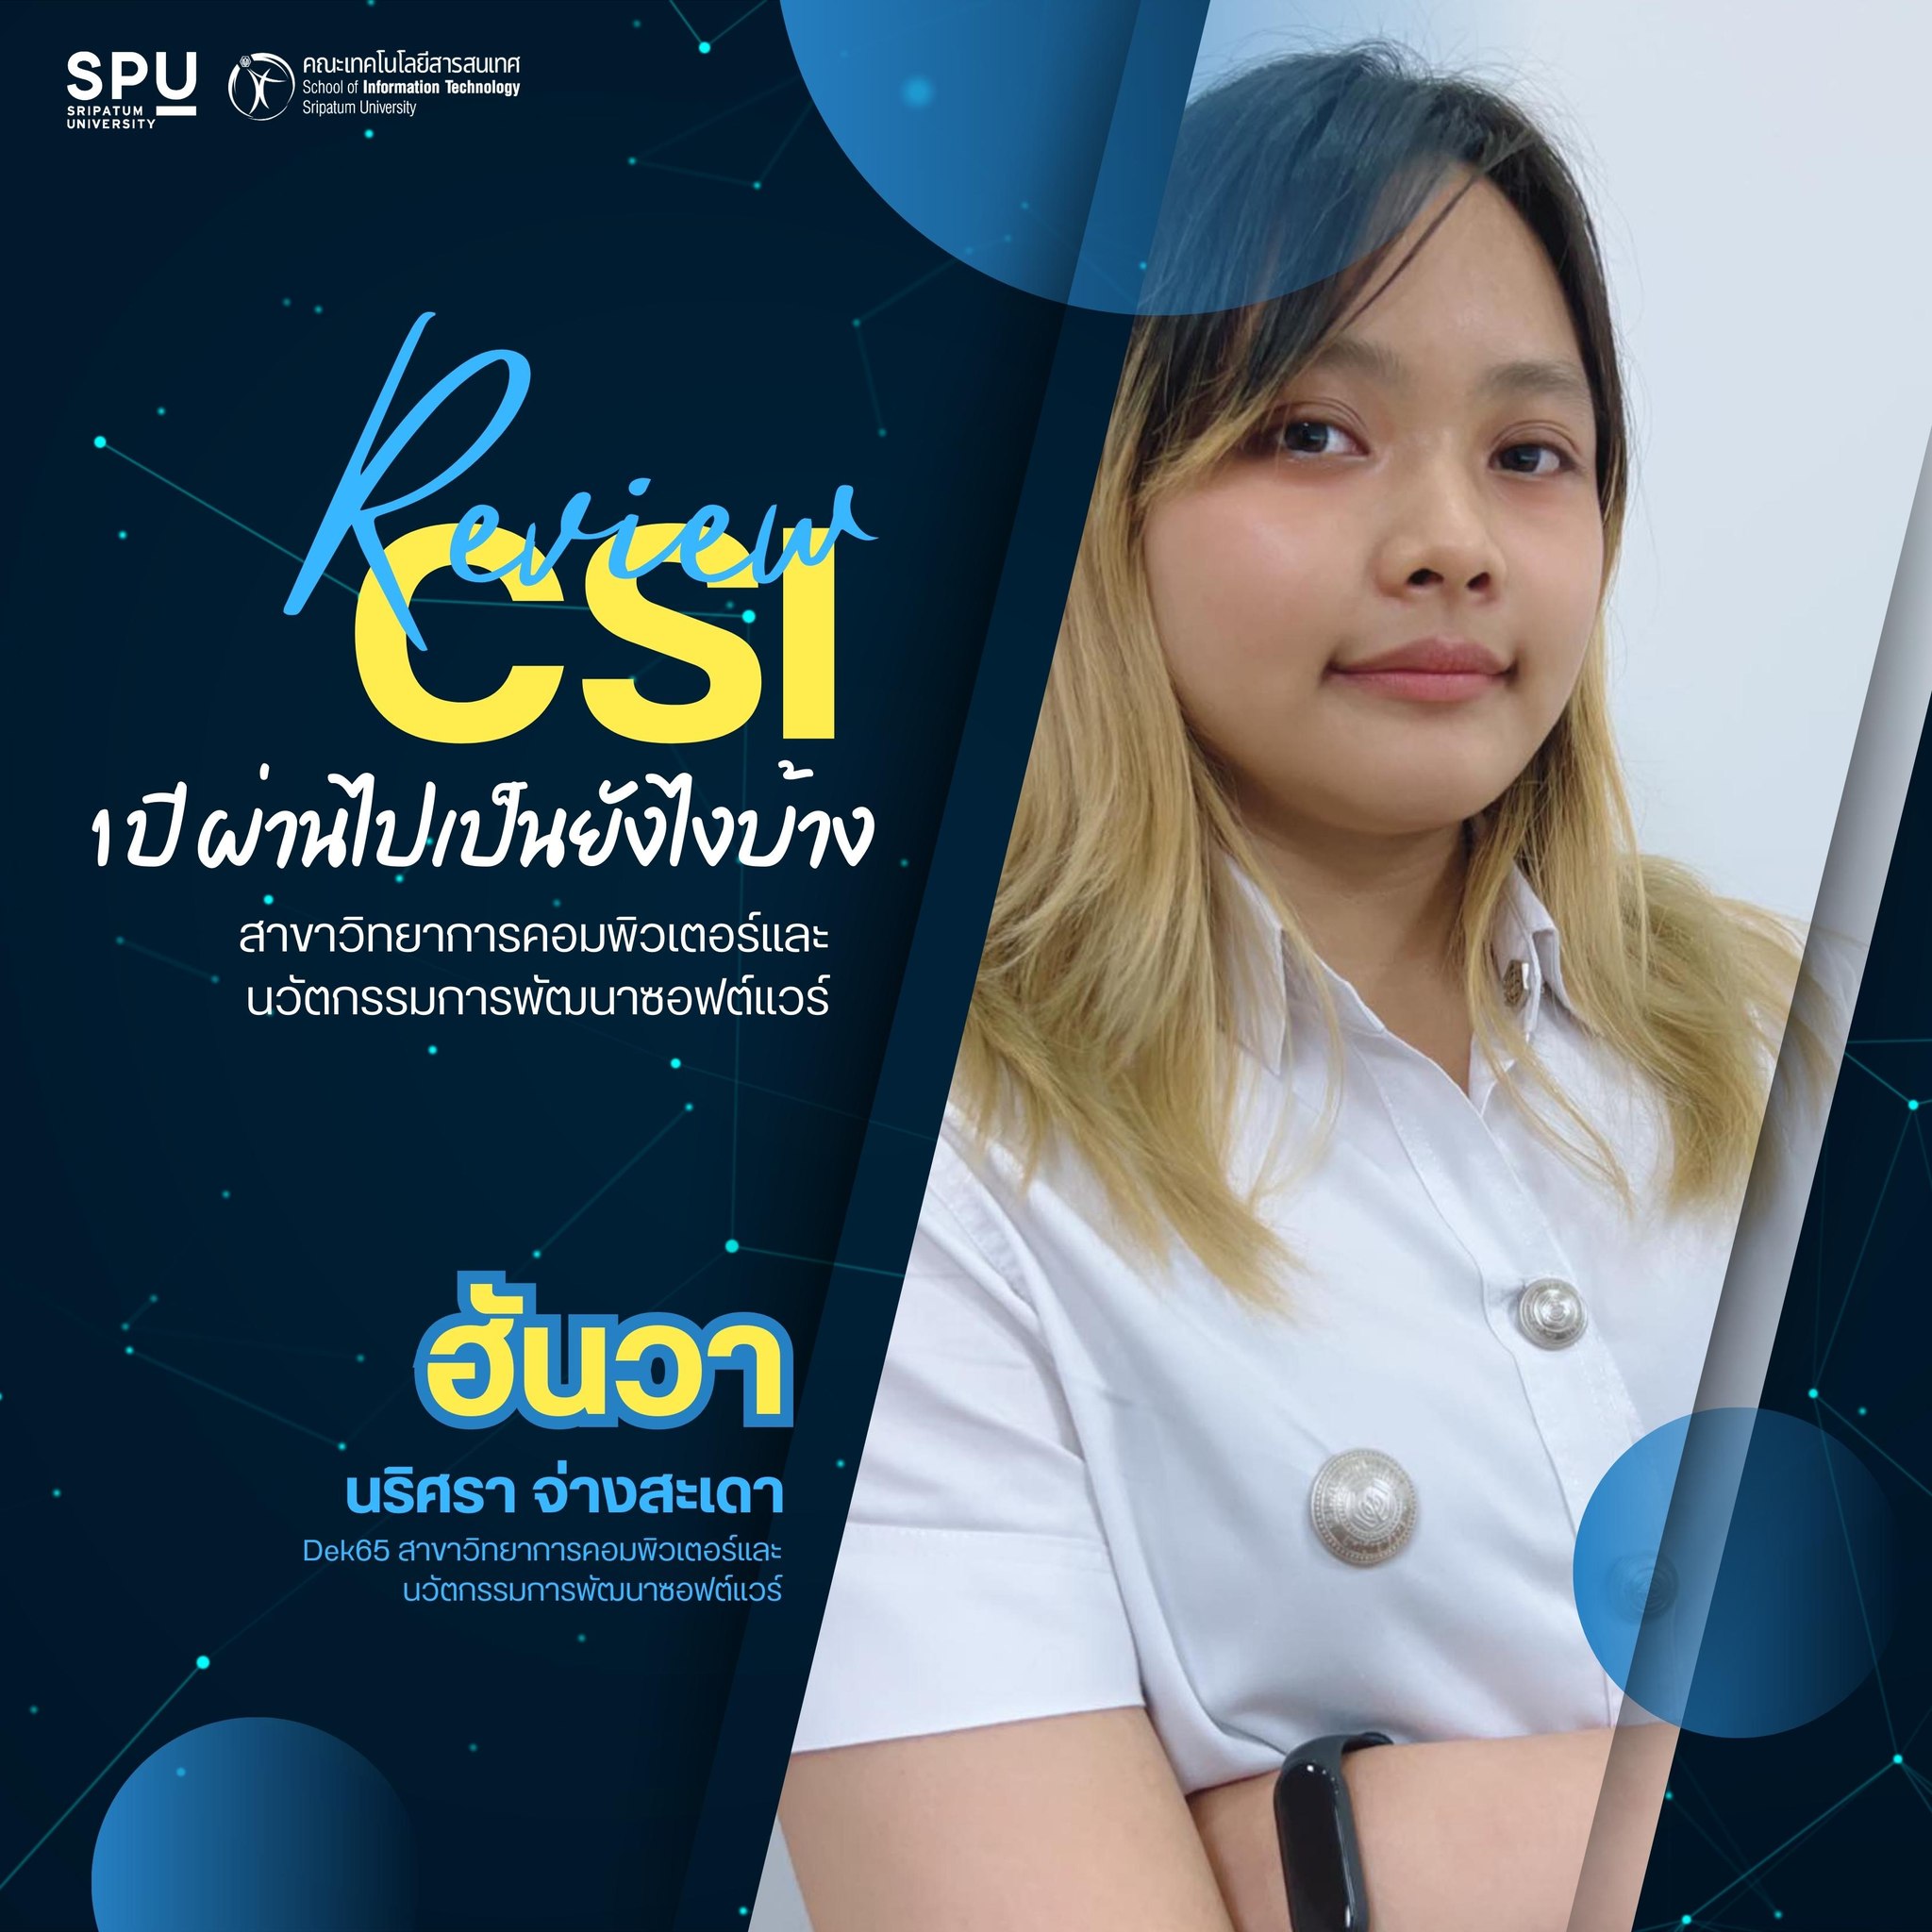 SPU
SRIPATUM
UNIVERSITY
คณะเทคโนโลยีสารสนเทศ
School of Information Technology
Sripatum University
Review
CSI
1 ปี ผ่านไปเป็นยังไงบ้าง
สาขาวิทยาการคอมพิวเตอร์และ
นวัตกรรมการพัฒนาซอฟต์แวร์
ฮันวา
นริศรา จ่างสะเดา
Dek65 สาขาวิทยาการคอมพิวเตอร์และ
นวัตกรรมการพัฒนาซอฟต์แวร์